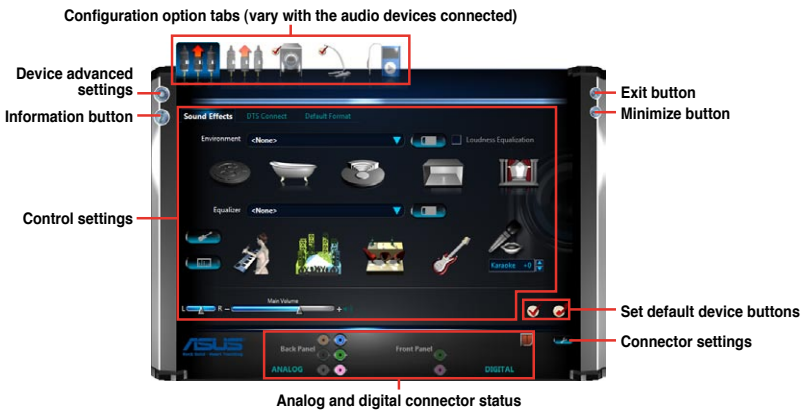 Configuration option tabs (vary with the audio devices connected)
Device advanced
settings
Information button
Exit button
Minimize button
Sound Effects DTS Connect Default Format
Environment <None> Loudness Equalization
Control settings
Equalizer <None>
Karaoke +0
Main Volume
L R - +
Set default device buttons
Connector settings
ASUS
Back Panel Front Panel
ANALOG DIGITAL
Analog and digital connector status